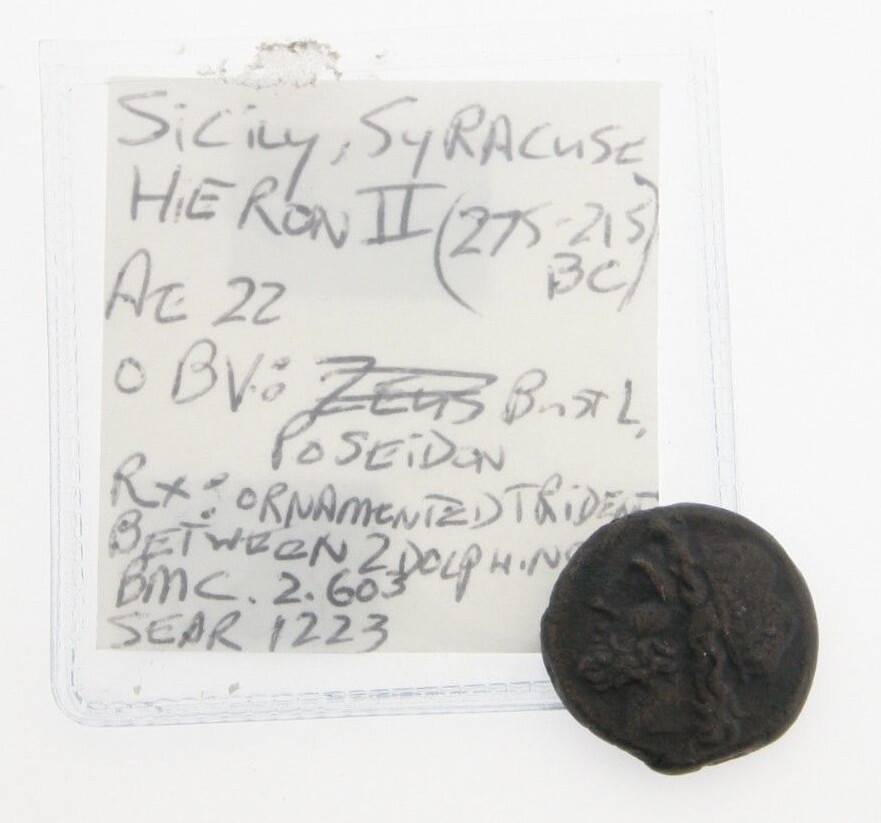 SiCily, SyRACUSE
HiERON II (275-215
BC)
AE 22
OBV: ZEUS Bust L,
POSEiDON
Rx: ORNAMENTED TRiDENT
BETWEEN 2 DOLPHiNS
BMC. 2.603
SEAR 1223